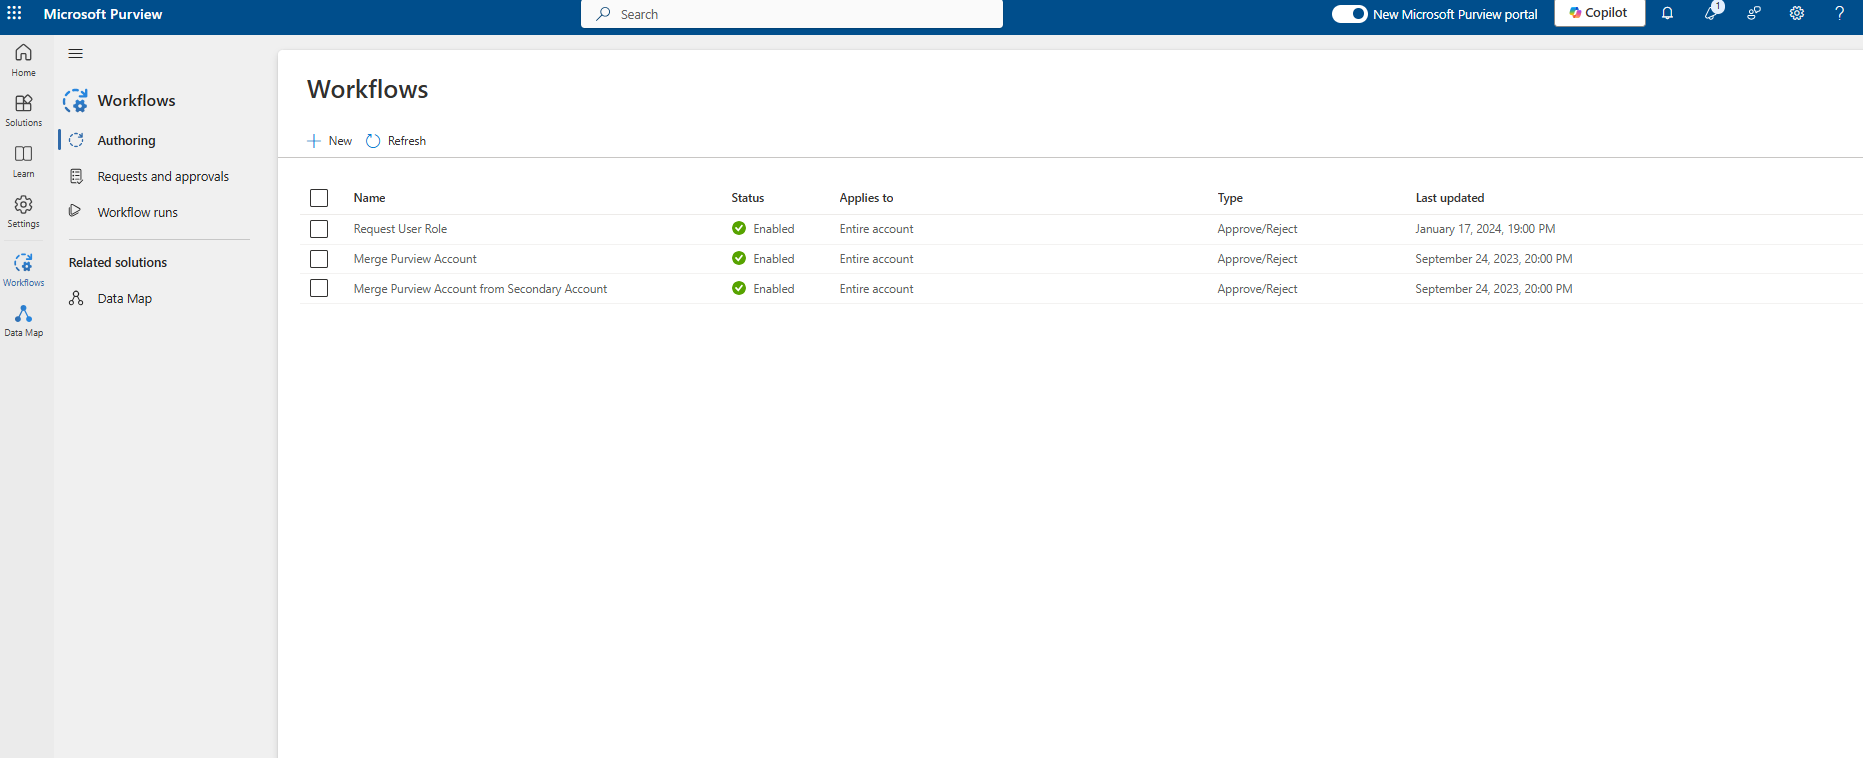 Microsoft Purview
Search
New Microsoft Purview portal
Copilot
1
?
Home
Solutions
Learn
Settings
Workflows
Data Map
Workflows
Authoring
Requests and approvals
Workflow runs
Related solutions
Data Map
Workflows
New Refresh
Name Status Applies to Type Last updated
Request User Role Enabled Entire account Approve/Reject January 17, 2024, 19:00 PM
Merge Purview Account Enabled Entire account Approve/Reject September 24, 2023, 20:00 PM
Merge Purview Account from Secondary Account Enabled Entire account Approve/Reject September 24, 2023, 20:00 PM